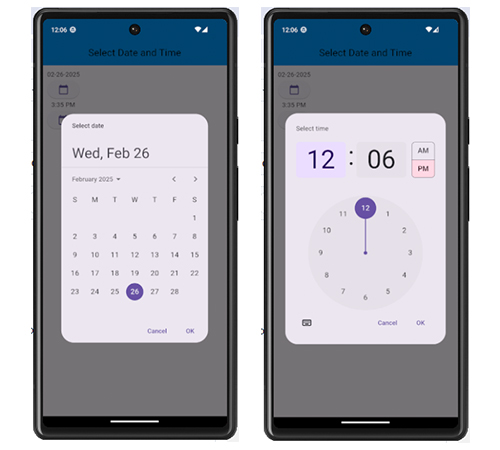 12:06
Select Date and Time
02-26-2025
3:35 PM
Select date
Wed, Feb 26
February 2025
S M T W T F S
1
2 3 4 5 6 7 8
9 10 11 12 13 14 15
16 17 18 19 20 21 22
23 24 25 26 27 28
Cancel OK
12:06
Select Date and Time
02-26-2025
3:35 PM
Select time
12 : 06
AM
PM
12
11 1
10 2
9 3
8 4
7 5
6
Cancel OK